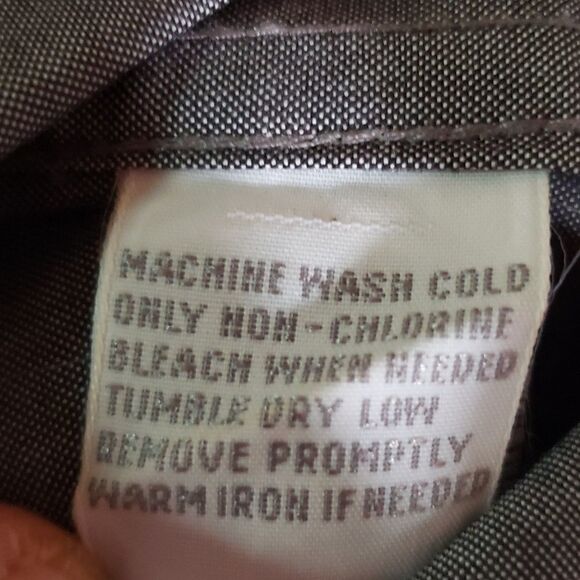 MACHINE WASH COLD
ONLY NON-CHLORINE
BLEACH WHEN NEEDED
TUMBLE DRY LOW
REMOVE PROMPTLY
WARM IRON IF NEEDED